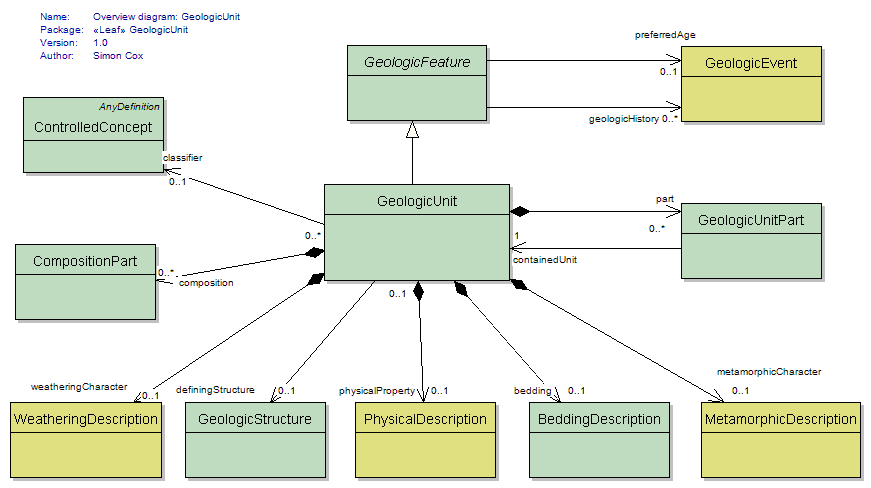 Name: Overview diagram: GeologicUnit
Package: «Leaf» GeologicUnit
Version: 1.0
Author: Simon Cox
preferredAge
GeologicFeature
GeologicEvent
0..1
geologicHistory 0..*
AnyDefinition
ControlledConcept
classifier
0..1
GeologicUnit
part
GeologicUnitPart
0..*
0..*
1
containedUnit
CompositionPart
0..*
composition
0..1
weatheringCharacter
0..1
definingStructure
0..1
physicalProperty
0..1
bedding
0..1
metamorphicCharacter
0..1
WeatheringDescription
GeologicStructure
PhysicalDescription
BeddingDescription
MetamorphicDescription